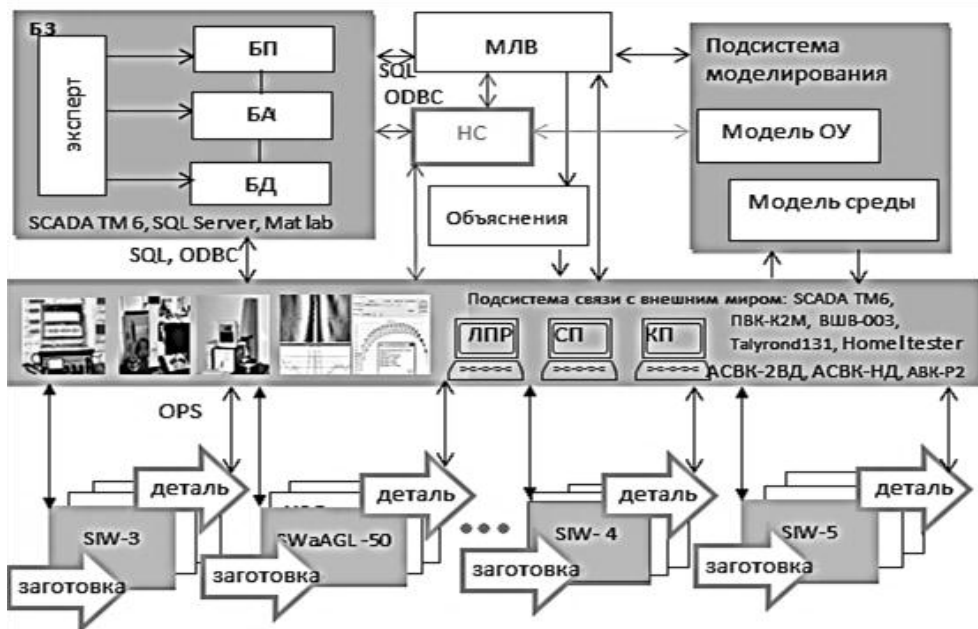 БЗ
эксперт
БП
БА
БД
SCADA TM 6, SQL Server, Mat lab
SQL
ODBC
МЛВ
НС
Объяснения
Подсистема
моделирования
Модель ОУ
Модель среды
SQL, ODBC
Подсистема связи с внешним миром: SCADA TM6,
ПВК-К2М, ВШВ-003,
Talyrond131, Homel tester
АСВК-2ВД, АСВК-НД, АВК-Р2
ЛПР
СП
КП
OPS
деталь
деталь
деталь
деталь
SIW-3
SWaAGL-50
SIW-4
SIW-5
заготовка
заготовка
заготовка
заготовка